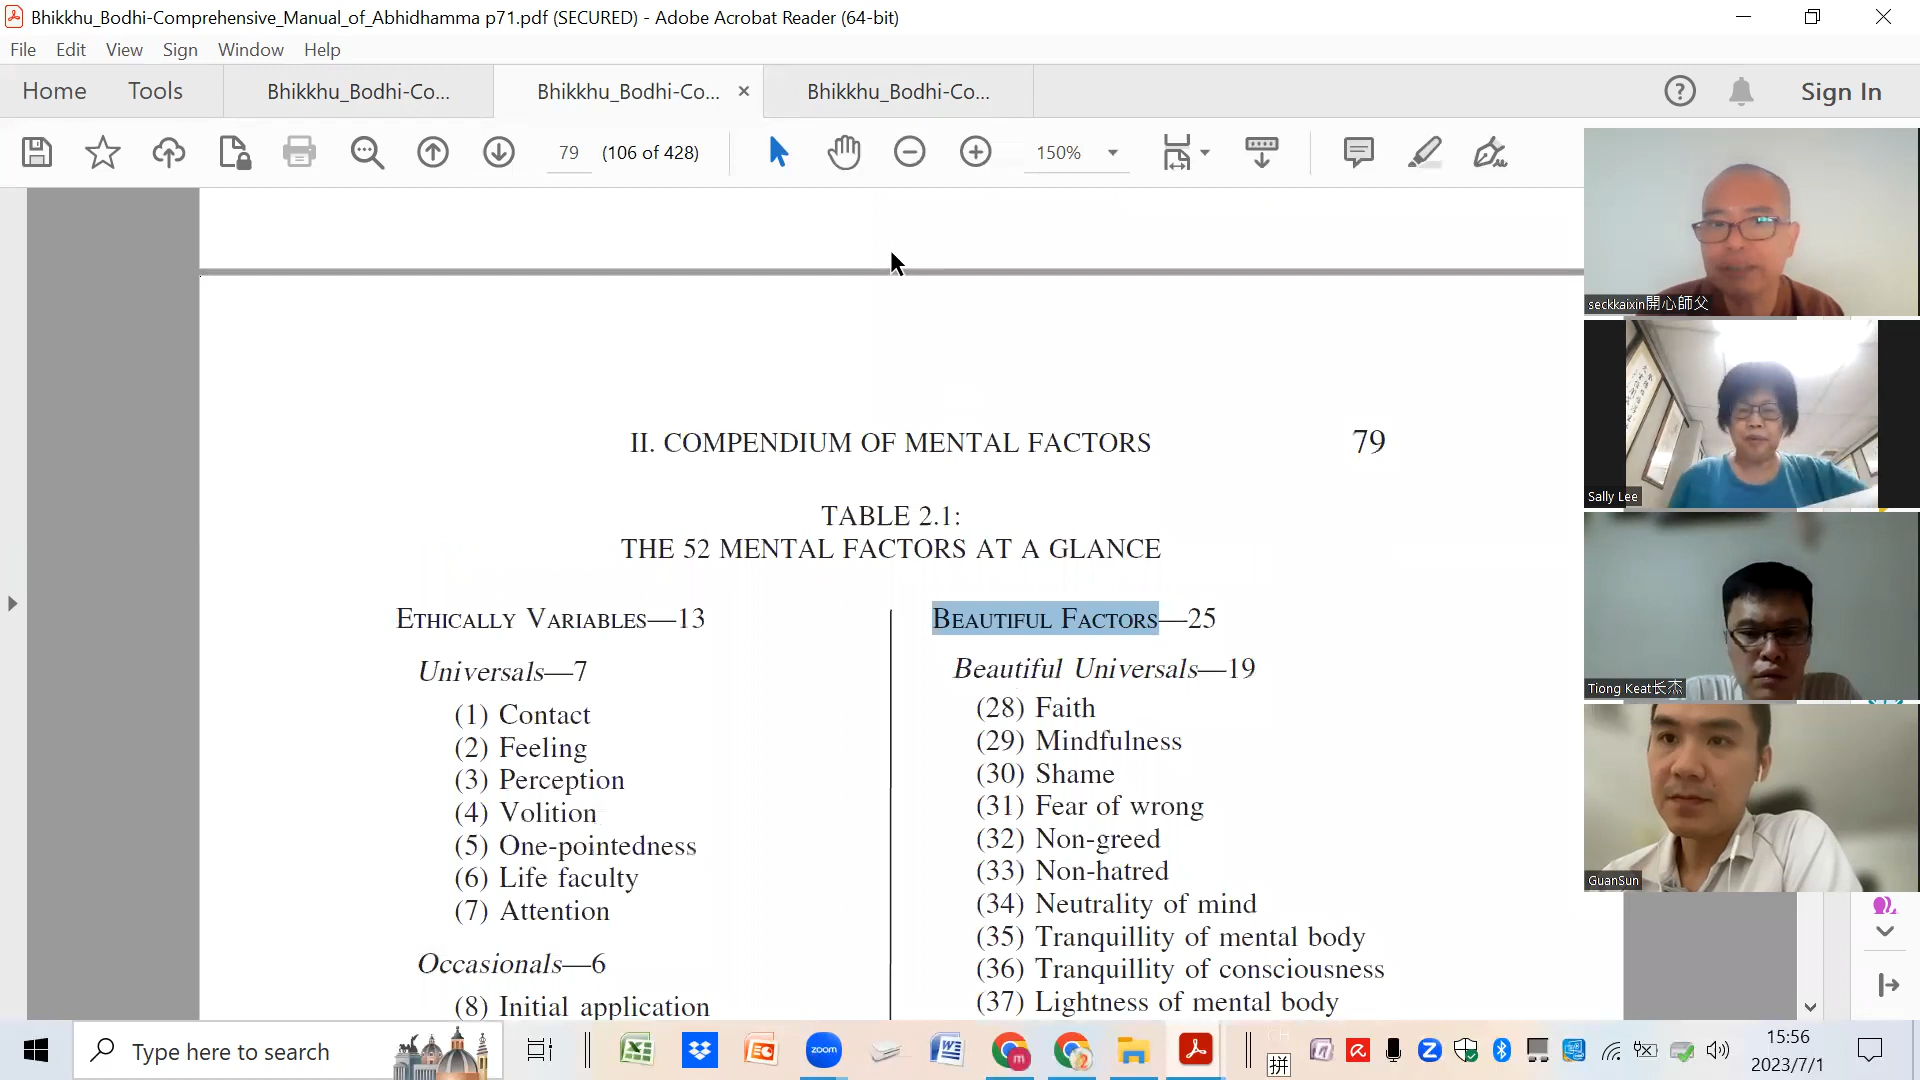 Bhikkhu_Bodhi-Comprehensive_Manual_of_Abhidhamma p71.pdf (SECURED) - Adobe Acrobat Reader (64-bit)
File Edit View Sign Window Help
Home Tools Bhikkhu_Bodhi-Co... Bhikkhu_Bodhi-Co... × Bhikkhu_Bodhi-Co... Sign In
79 (106 of 428) 150%
II. COMPENDIUM OF MENTAL FACTORS 79
TABLE 2.1:
THE 52 MENTAL FACTORS AT A GLANCE
ETHICALLY VARIABLES—13
Universals—7
(1) Contact
(2) Feeling
(3) Perception
(4) Volition
(5) One-pointedness
(6) Life faculty
(7) Attention
Occasionals—6
(8) Initial application
BEAUTIFUL FACTORS—25
Beautiful Universals—19
(28) Faith
(29) Mindfulness
(30) Shame
(31) Fear of wrong
(32) Non-greed
(33) Non-hatred
(34) Neutrality of mind
(35) Tranquillity of mental body
(36) Tranquillity of consciousness
(37) Lightness of mental body
seckkaixin開心師父
Sally Lee
Tiong Keat长杰
GuanSun
Type here to search
zoom
拼
15:56
2023/7/1